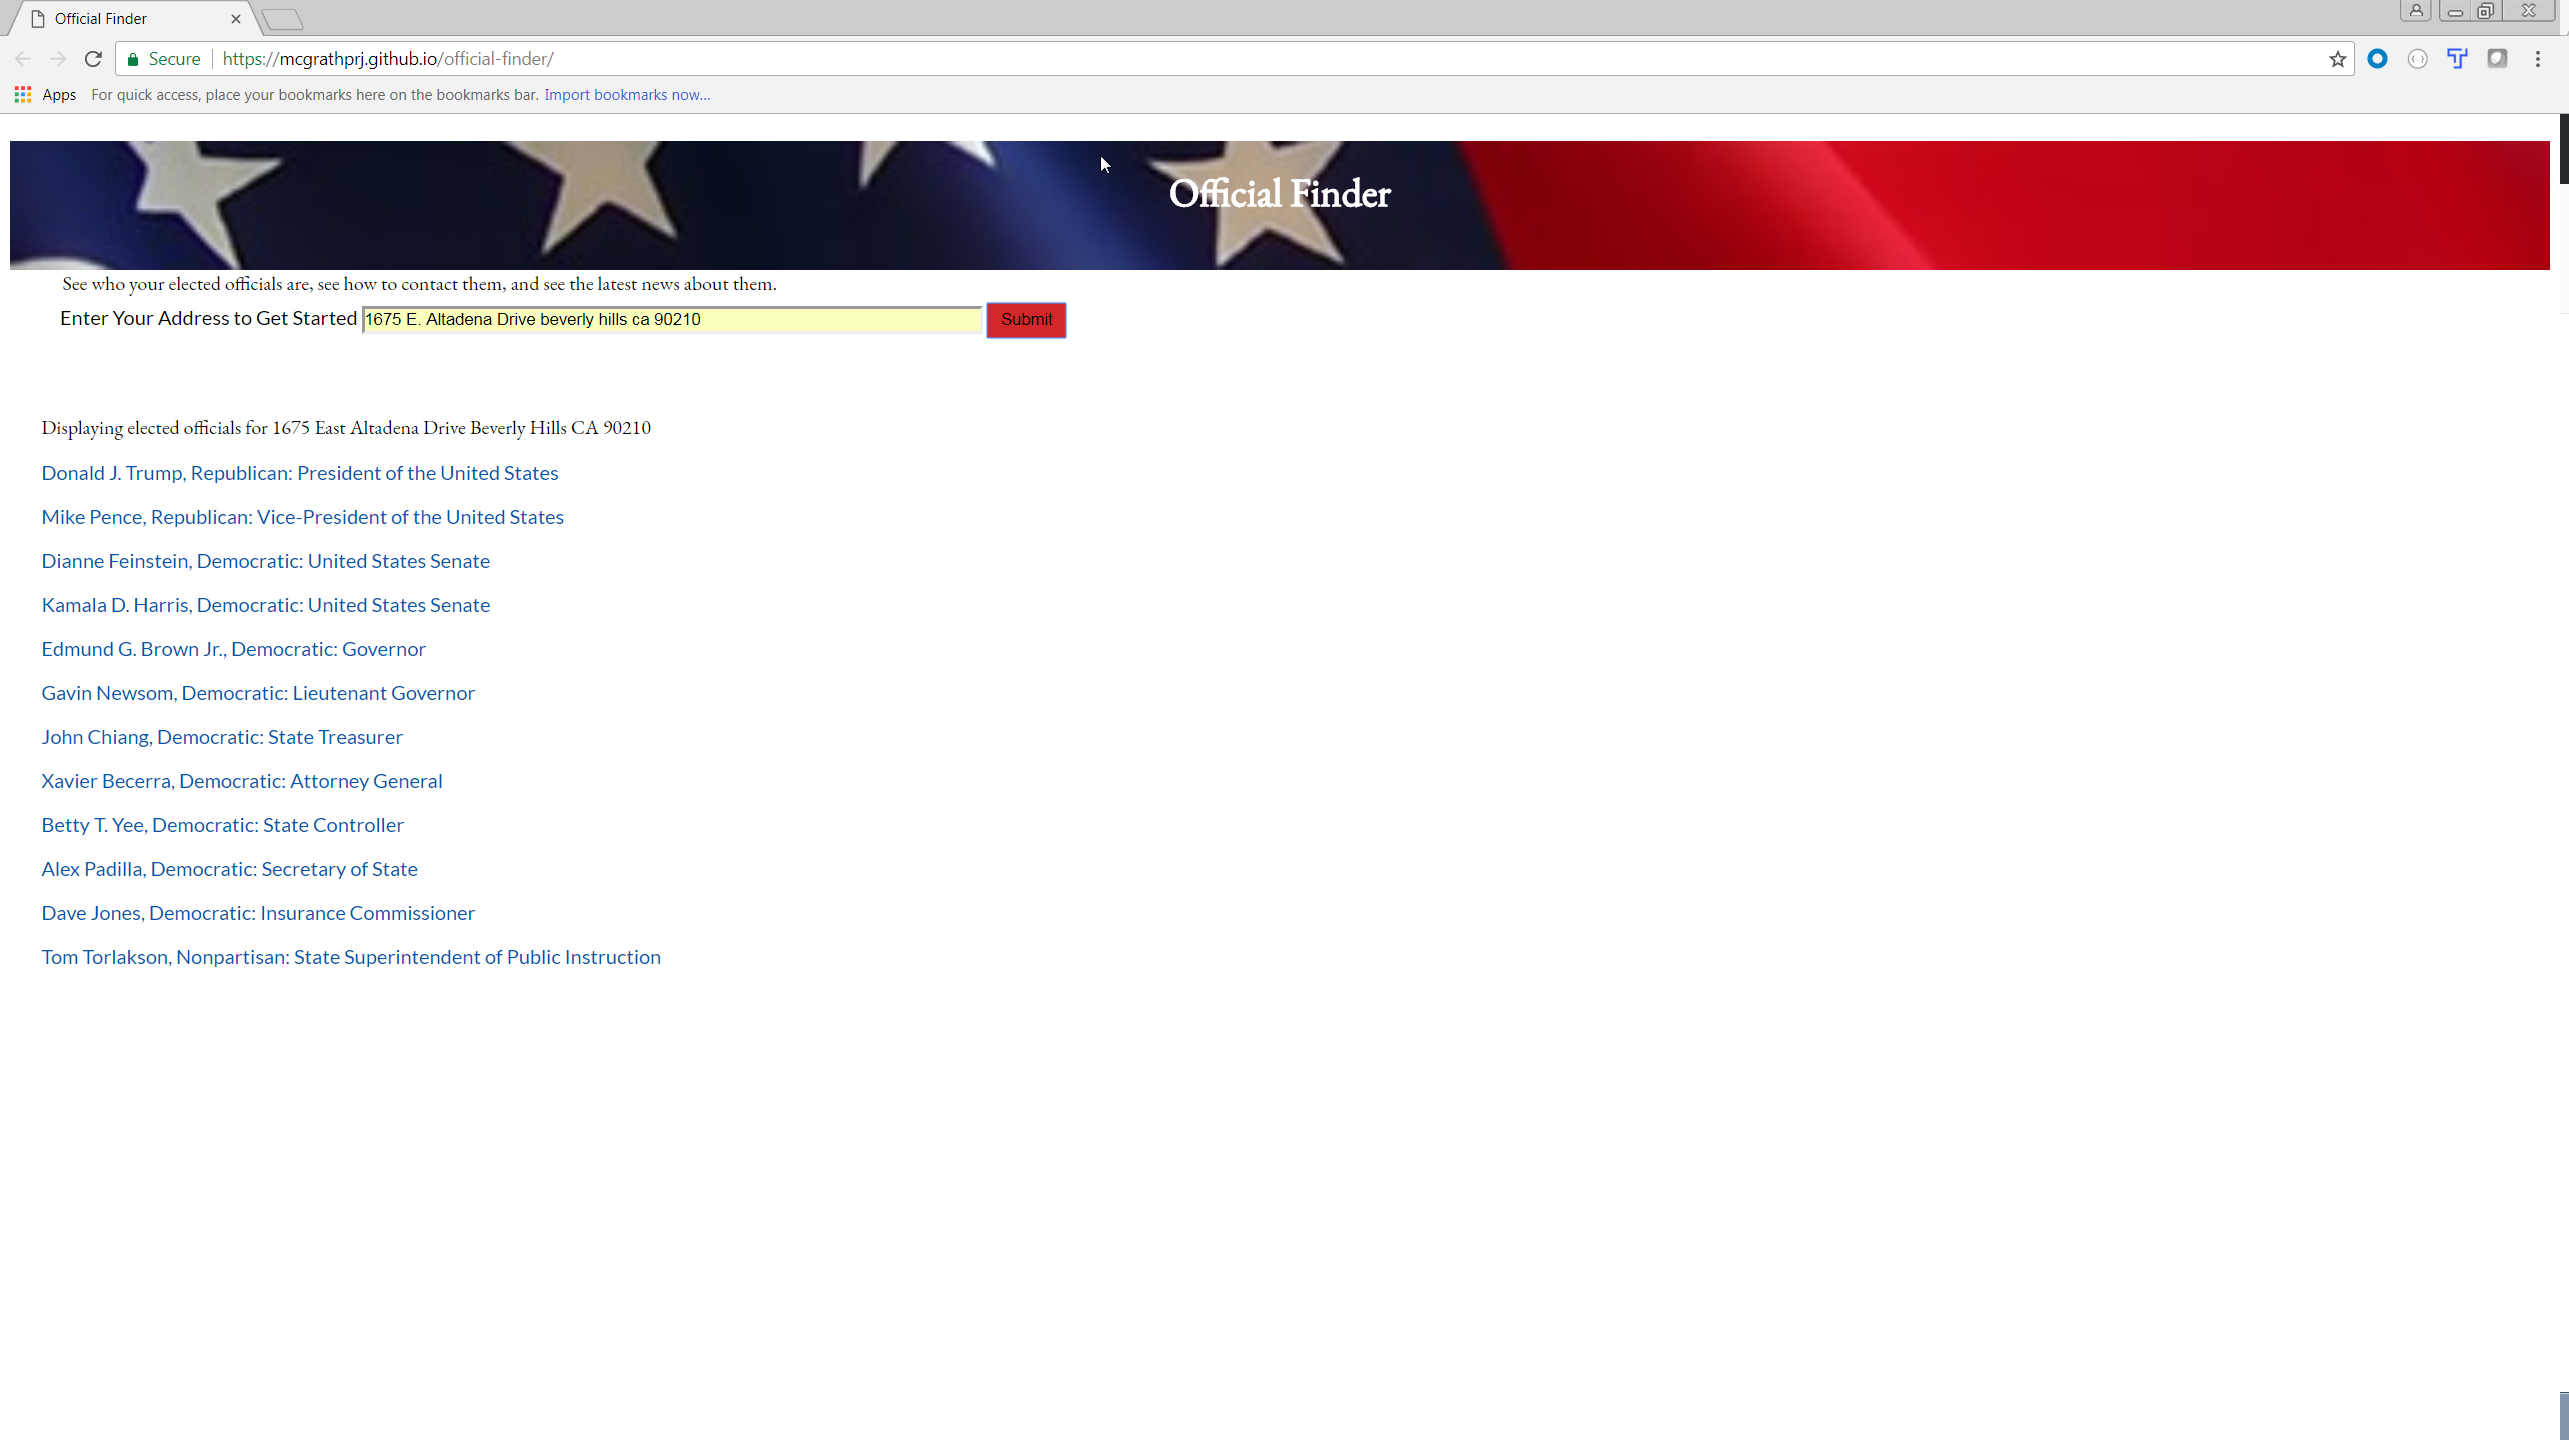 Official Finder
Secure https://mcgrathprj.github.io/official-finder/
Apps For quick access, place your bookmarks here on the bookmarks bar. Import bookmarks now...
Official Finder
See who your elected officials are, see how to contact them, and see the latest news about them.
Enter Your Address to Get Started 1675 E. Altadena Drive beverly hills ca 90210 Submit
Displaying elected officials for 1675 East Altadena Drive Beverly Hills CA 90210
Donald J. Trump, Republican: President of the United States
Mike Pence, Republican: Vice-President of the United States
Dianne Feinstein, Democratic: United States Senate
Kamala D. Harris, Democratic: United States Senate
Edmund G. Brown Jr., Democratic: Governor
Gavin Newsom, Democratic: Lieutenant Governor
John Chiang, Democratic: State Treasurer
Xavier Becerra, Democratic: Attorney General
Betty T. Yee, Democratic: State Controller
Alex Padilla, Democratic: Secretary of State
Dave Jones, Democratic: Insurance Commissioner
Tom Torlakson, Nonpartisan: State Superintendent of Public Instruction